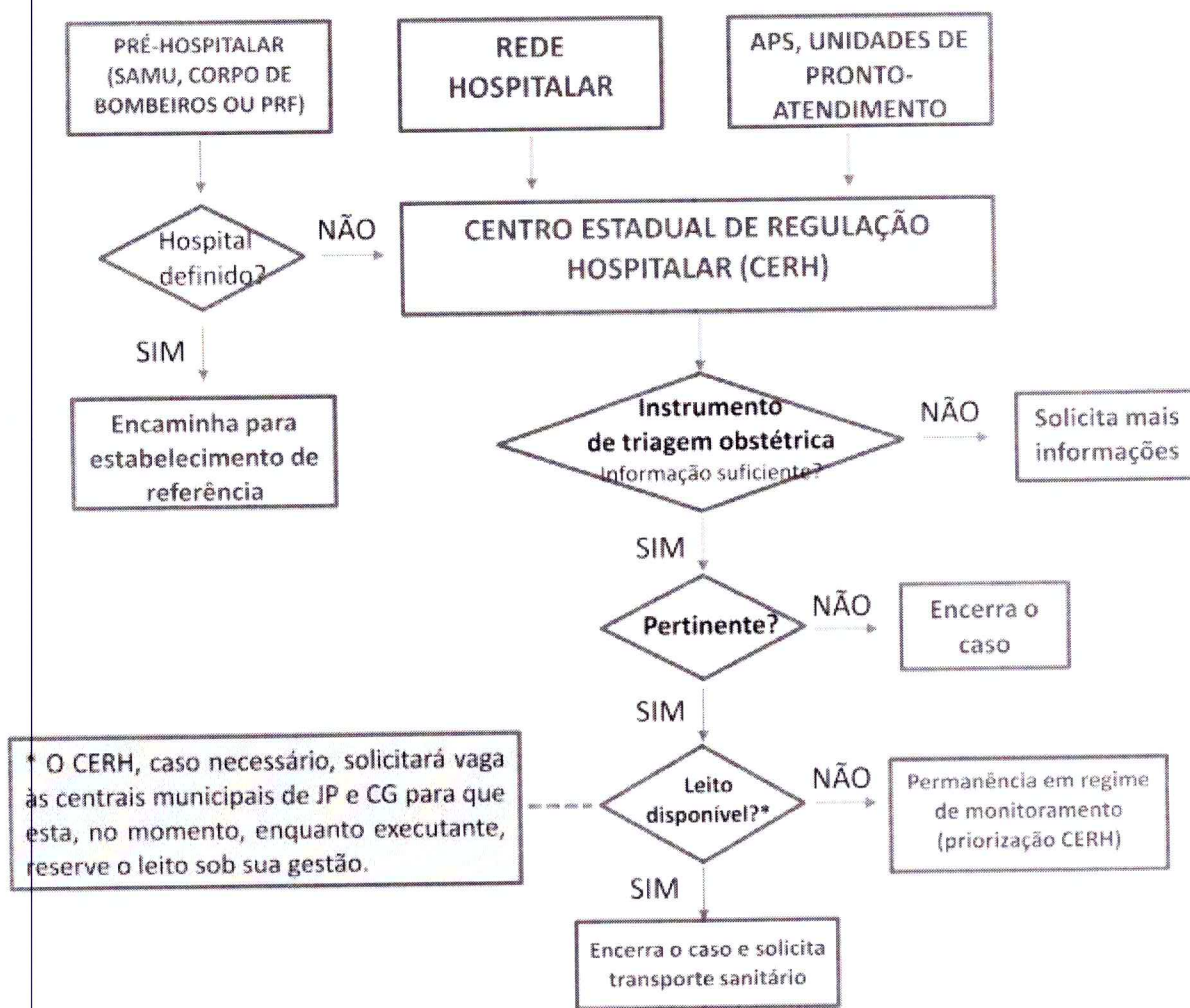 PRÉ-HOSPITALAR
(SAMU, CORPO DE
BOMBEIROS OU PRF)
REDE
HOSPITALAR
APS, UNIDADES DE
PRONTO-
ATENDIMENTO
Hospital
definido?
NÃO
CENTRO ESTADUAL DE REGULAÇÃO
HOSPITALAR (CERH)
SIM
Encaminha para
estabelecimento de
referência
Instrumento
de triagem obstétrica
Informação suficiente?
NÃO
Solicita mais
informações
SIM
Pertinente?
NÃO
Encerra o
caso
SIM
* O CERH, caso necessário, solicitará vaga
às centrais municipais de JP e CG para que
esta, no momento, enquanto executante,
reserve o leito sob sua gestão.
Leito
disponível?*
NÃO
Permanência em regime
de monitoramento
(priorização CERH)
SIM
Encerra o caso e solicita
transporte sanitário